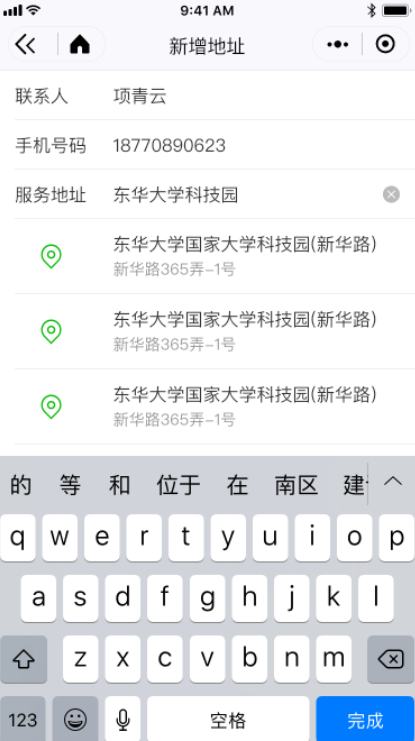 9:41 AM
新增地址
联系人 项青云
手机号码 18770890623
服务地址 东华大学科技园
东华大学国家大学科技园(新华路)
新华路365弄-1号
东华大学国家大学科技园(新华路)
新华路365弄-1号
东华大学国家大学科技园(新华路)
新华路365弄-1号
的 等 和 位于 在 南区 建
q w e r t y u i o p
a s d f g h j k l
z x c v b n m
123 空格 完成